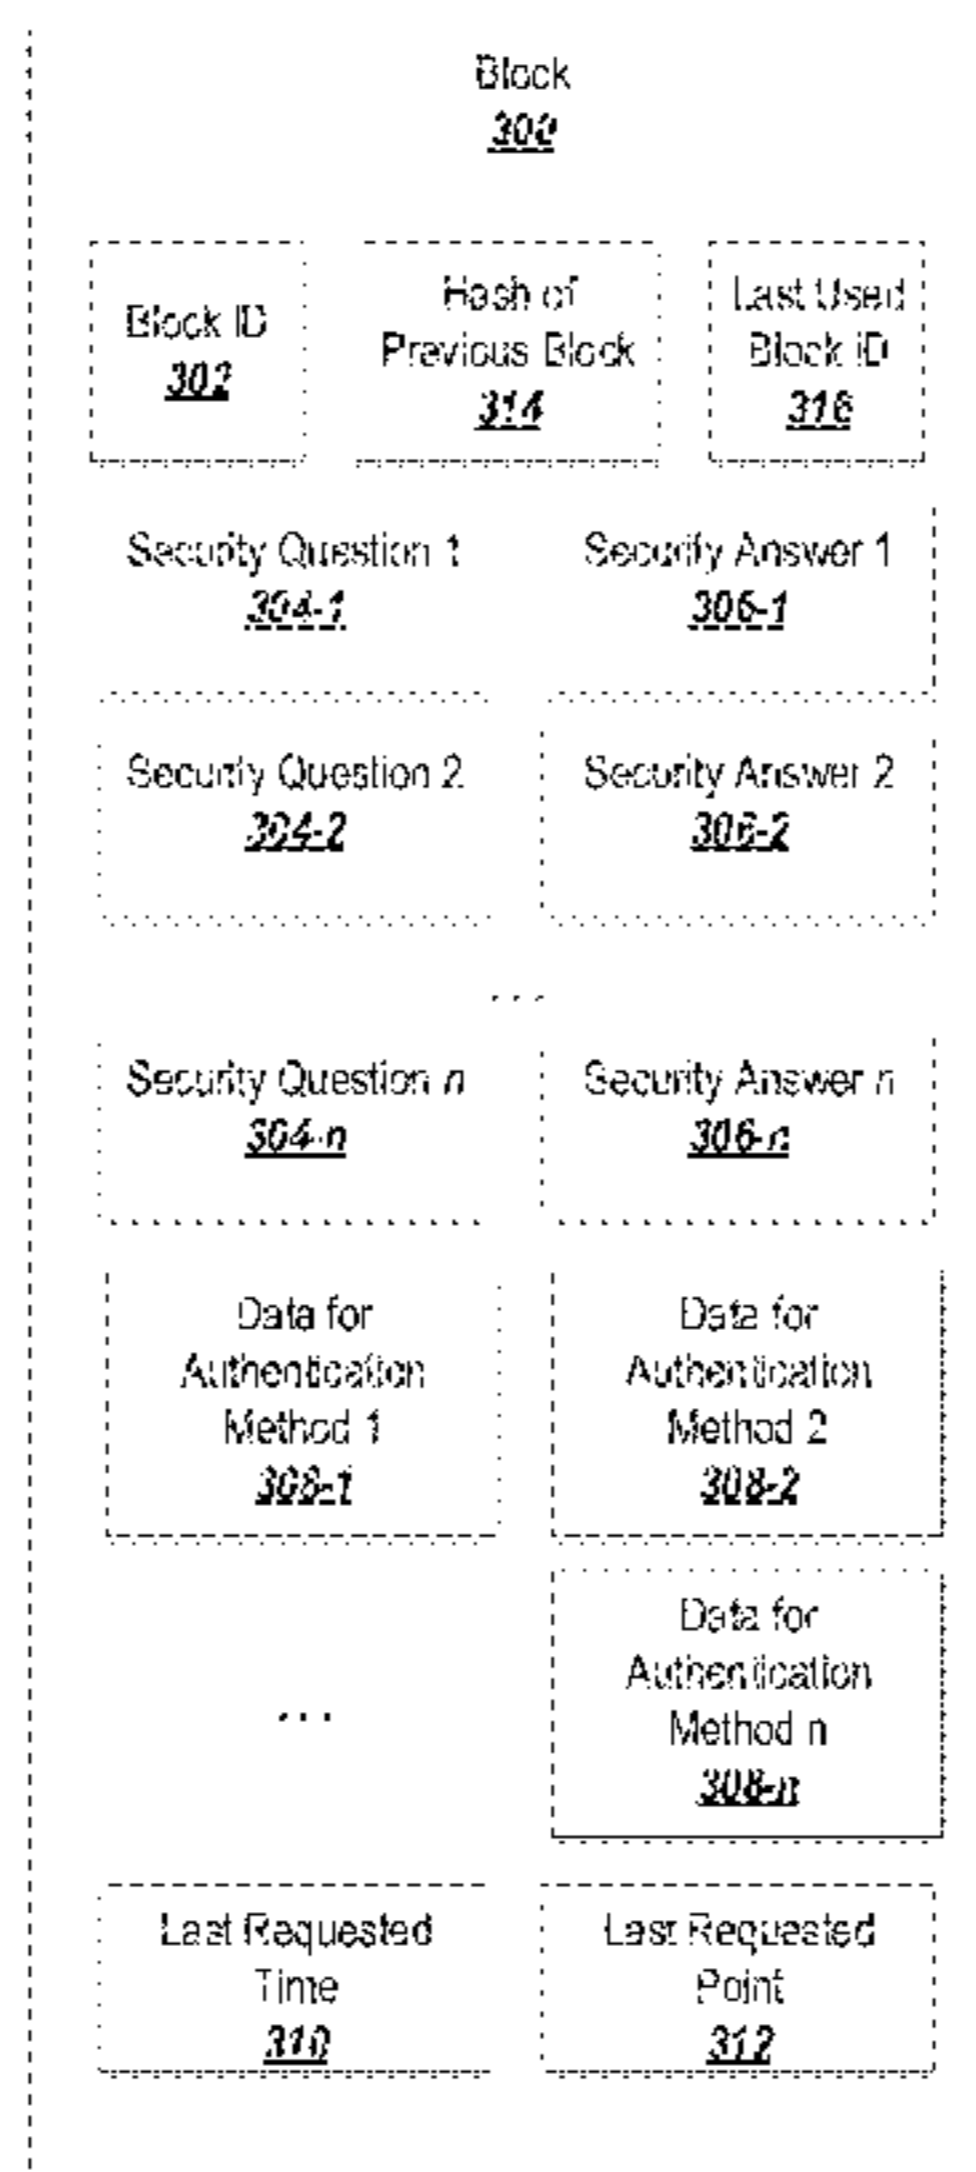 Block
300
Block ID
302
Hash of
Previous Block
314
Last Used
Block ID
316
Security Question 1
304-1
Security Answer 1
306-1
Security Question 2
304-2
Security Answer 2
306-2
...
Security Question n
304-n
Security Answer n
306-n
Data for
Authentication
Method 1
308-1
Data for
Authentication
Method 2
308-2
...
Data for
Authentication
Method n
308-n
Last Requested
Time
310
Last Requested
Point
312